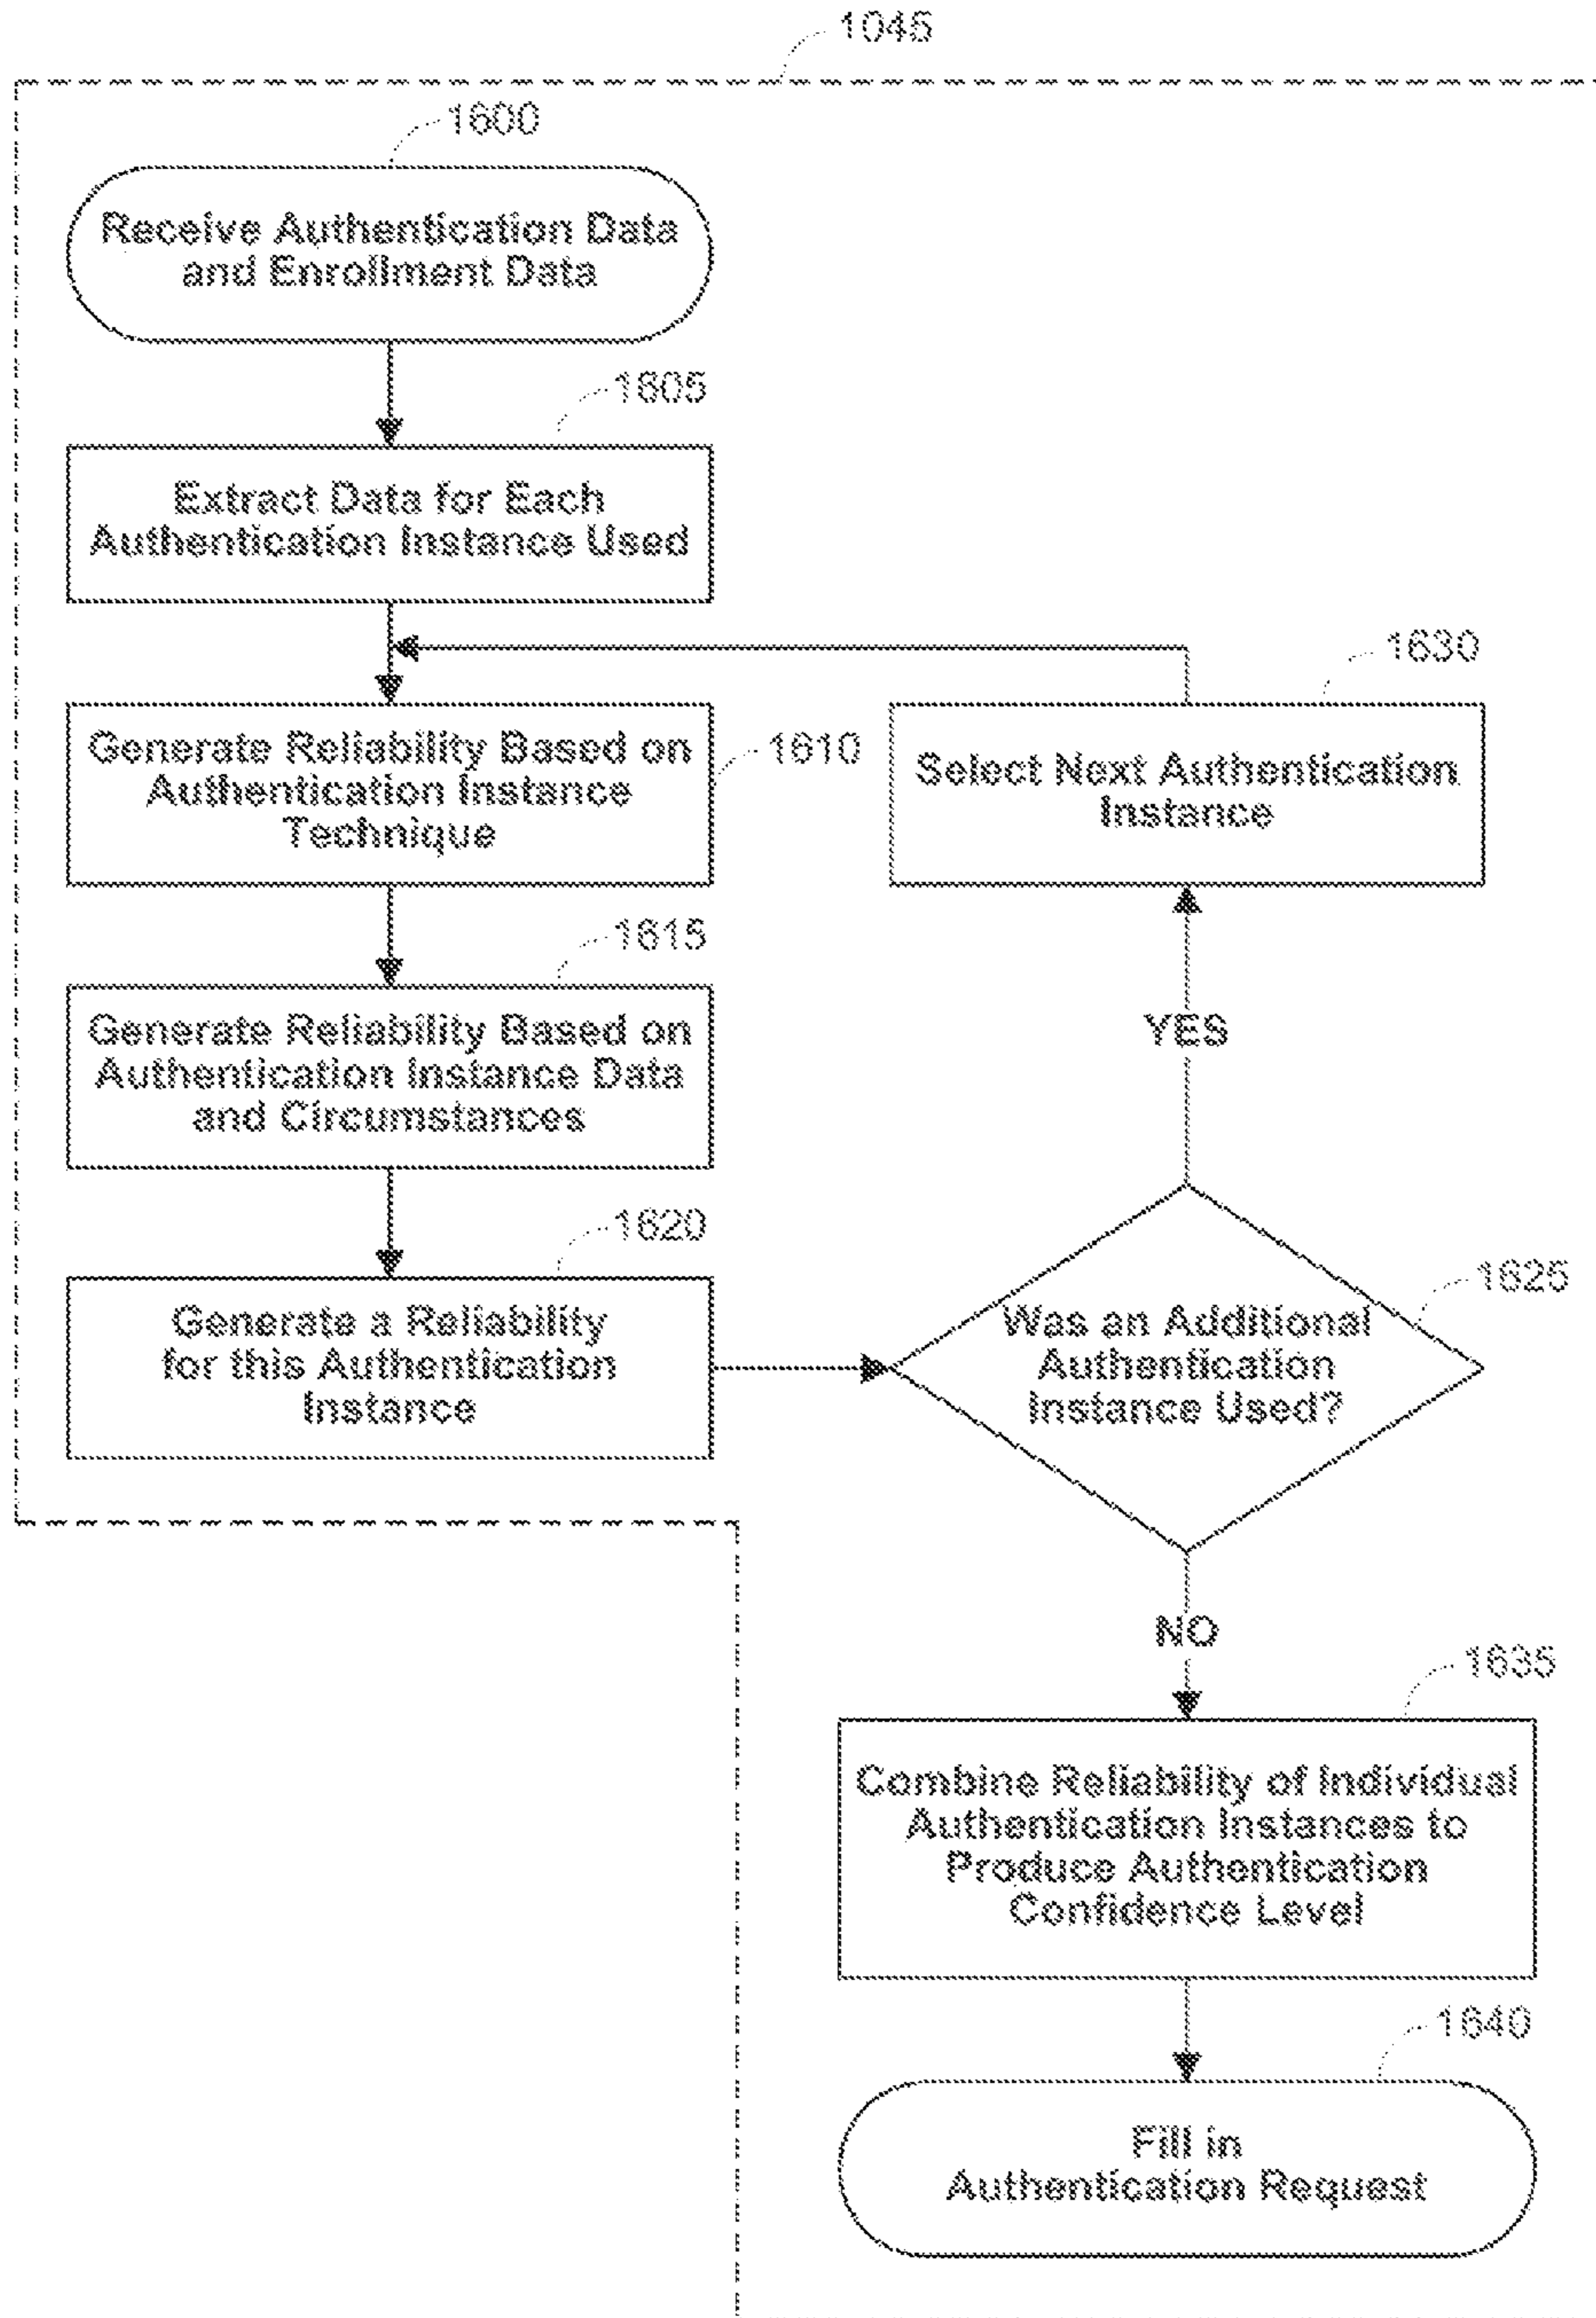 1045
1600
Receive Authentication Data
and Enrollment Data
1605
Extract Data for Each
Authentication Instance Used
1630
Generate Reliability Based on
Authentication Instance
Technique
1610
Select Next Authentication
Instance
1615
Generate Reliability Based on
Authentication Instance Data
and Circumstances
YES
1620
Generate a Reliability
for this Authentication
Instance
1625
Was an Additional
Authentication
Instance Used?
NO
1635
Combine Reliability of Individual
Authentication Instances to
Produce Authentication
Confidence Level
1640
Fill in
Authentication Request